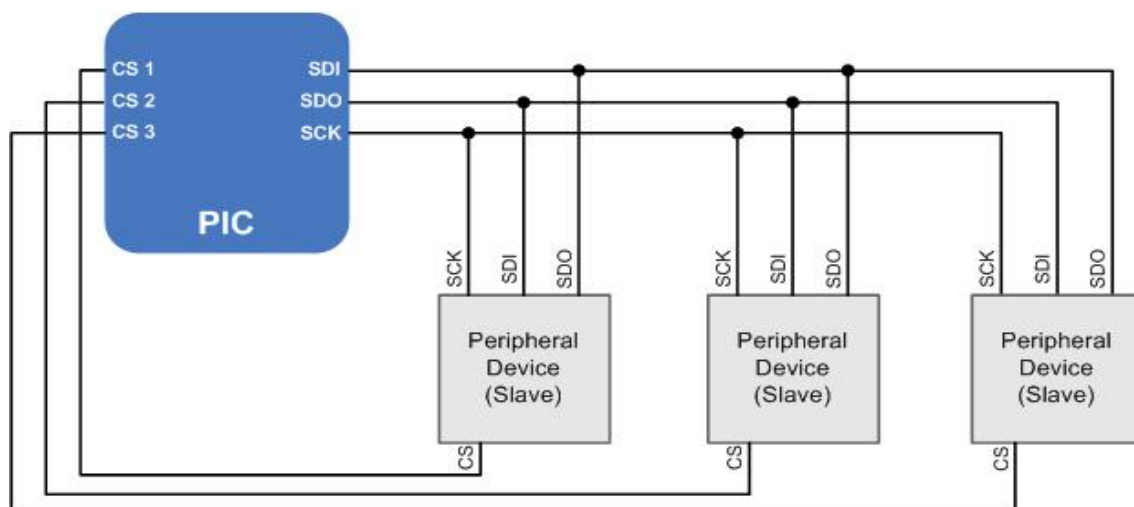 CS 1 SDI
CS 2 SDO
CS 3 SCK
PIC
SCK SDI SDO SCK SDI SDO SCK SDI SDO
Peripheral Peripheral Peripheral
Device Device Device
(Slave) (Slave) (Slave)
CS CS CS